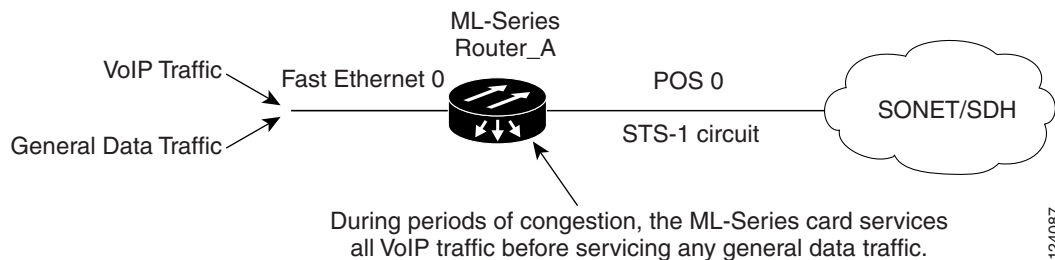 ML-Series
Router_A
VoIP Traffic
Fast Ethernet 0
POS 0
SONET/SDH
General Data Traffic
STS-1 circuit
During periods of congestion, the ML-Series card services
all VoIP traffic before servicing any general data traffic.
124087